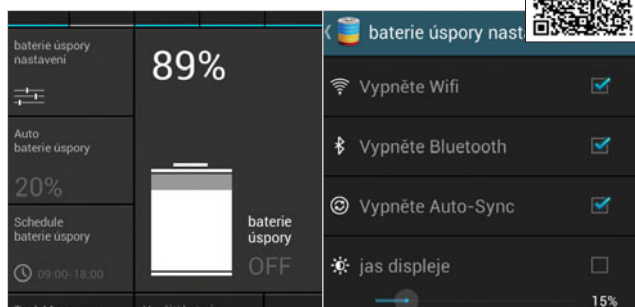 baterie úspory
nastavení
Auto
baterie úspory
20%
Schedule
baterie úspory
09:00-18:00
89%
baterie
úspory
OFF
baterie úspory nast
Vypněte Wifi
Vypněte Bluetooth
Vypněte Auto-Sync
jas displeje
15%